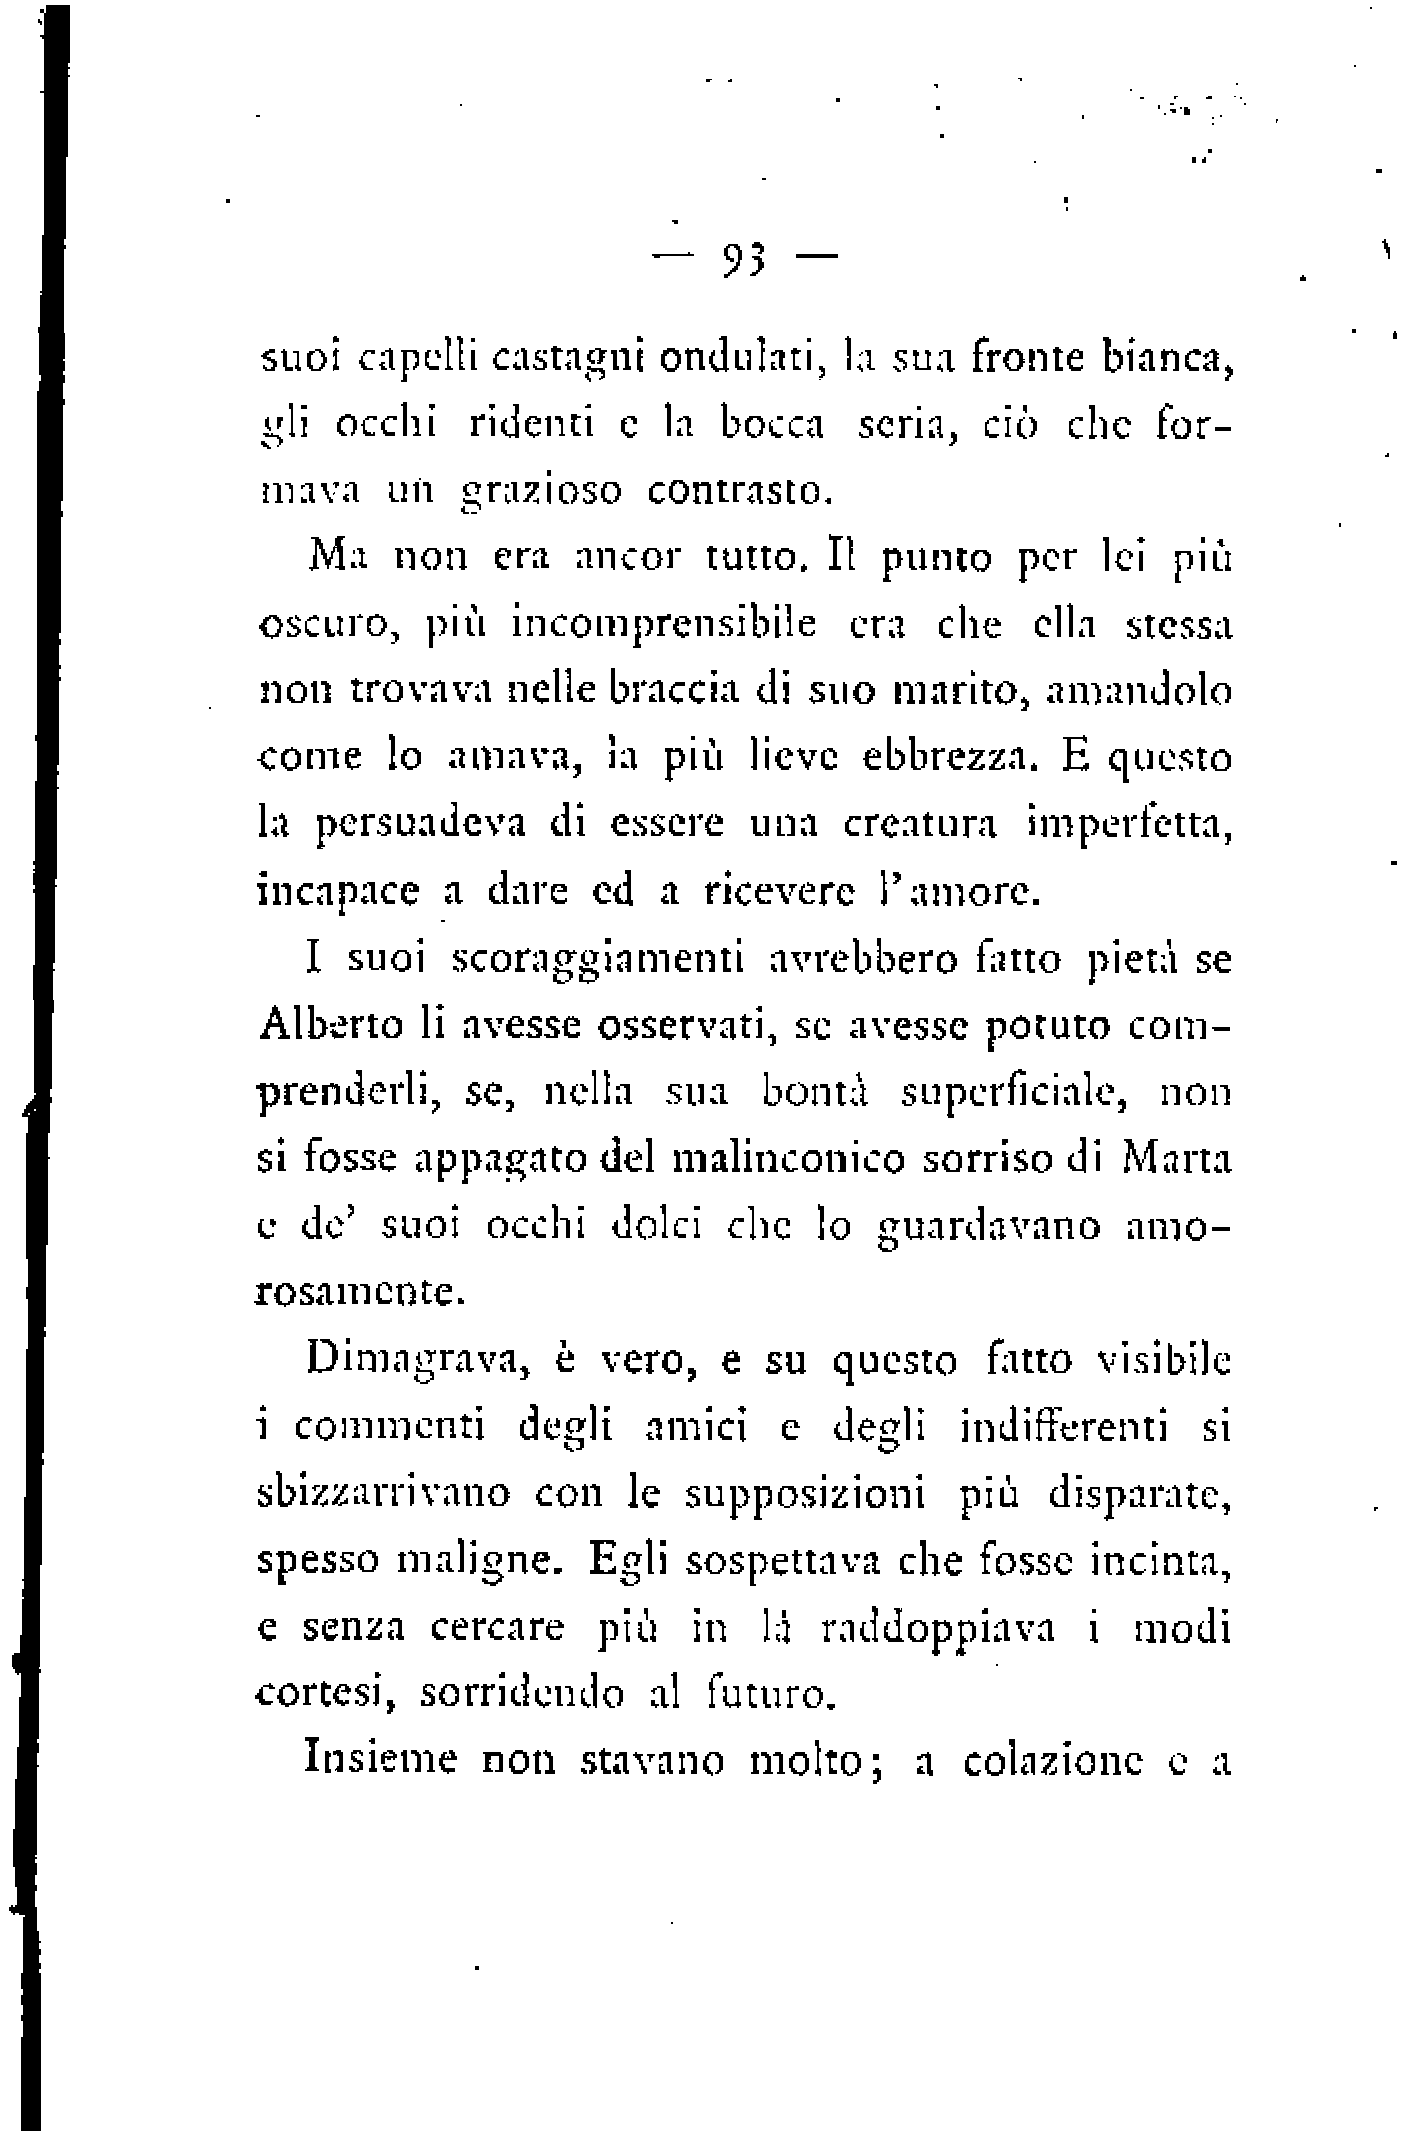 — 93 —
suoi capelli castagni ondulati, la sua fronte bianca,
gli occhi ridenti e la bocca seria, ciò che for-
mava un grazioso contrasto.
Ma non era ancor tutto. Il punto per lei più
oscuro, più incomprensibile era che ella stessa
non trovava nelle braccia di suo marito, amandolo
come lo amava, la più lieve ebbrezza. E questo
la persuadeva di essere una creatura imperfetta,
incapace a dare ed a ricevere l'amore.
I suoi scoraggiamenti avrebbero fatto pietà se
Alberto li avesse osservati, se avesse potuto com-
prenderli, se, nella sua bontà superficiale, non
si fosse appagato del malinconico sorriso di Marta
e de' suoi occhi dolci che lo guardavano amo-
rosamente.
Dimagrava, è vero, e su questo fatto visibile
i commenti degli amici e degli indifferenti si
sbizzarrivano con le supposizioni più disparate,
spesso maligne. Egli sospettava che fosse incinta,
e senza cercare più in là raddoppiava i modi
cortesi, sorridendo al futuro.
Insieme non stavano molto; a colazione e a